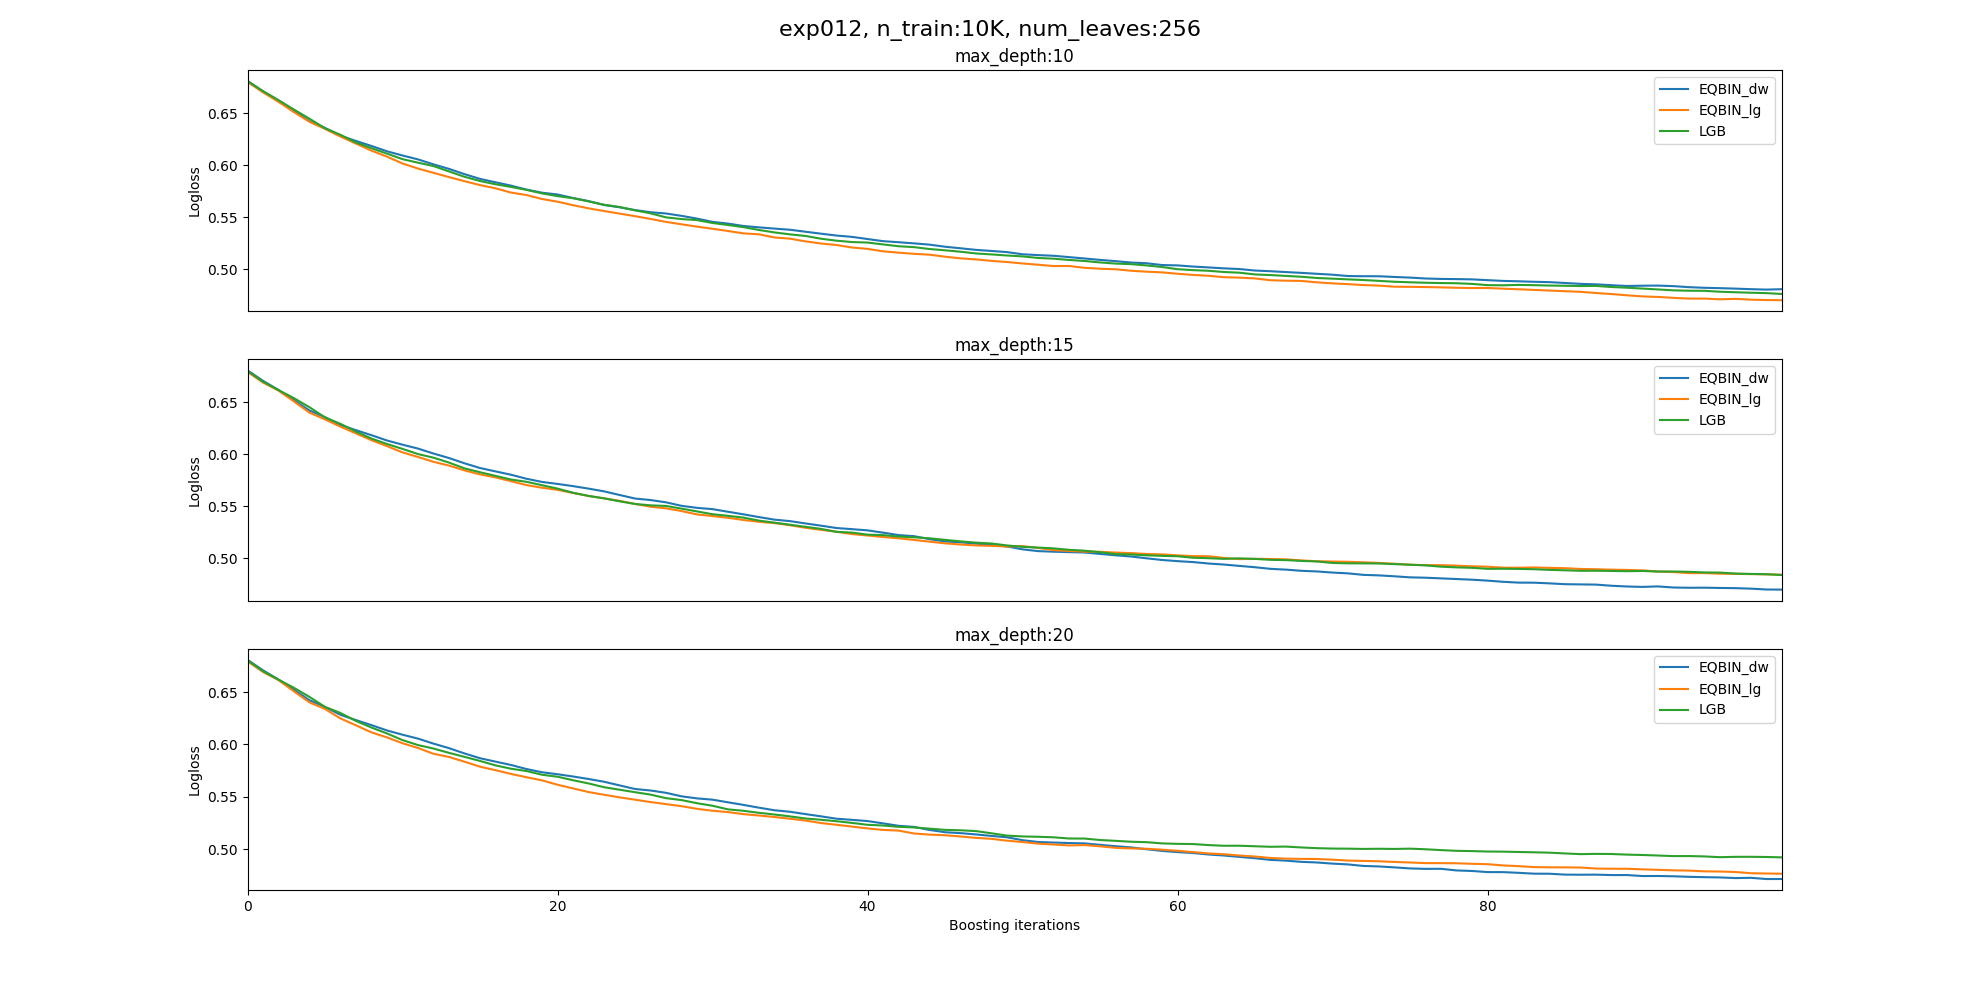 exp012, n_train:10K, num_leaves:256
max_depth:10
EQBIN_dw
EQBIN_lg
LGB
0.65
0.60
0.55
0.50
Logloss
max_depth:15
EQBIN_dw
EQBIN_lg
LGB
0.65
0.60
0.55
0.50
Logloss
max_depth:20
EQBIN_dw
EQBIN_lg
LGB
0.65
0.60
0.55
0.50
Logloss
0 20 40 60 80
Boosting iterations